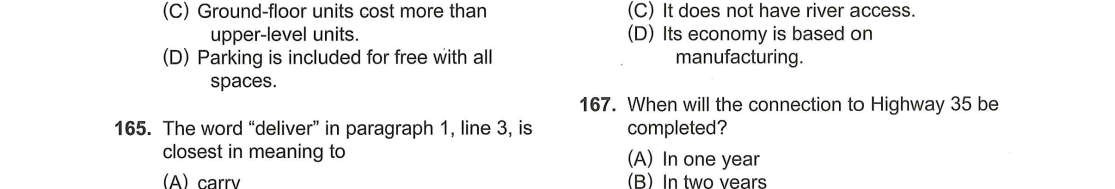 (C) Ground-floor units cost more than
upper-level units.
(D) Parking is included for free with all
spaces.
165. The word “deliver” in paragraph 1, line 3, is
closest in meaning to
(A) carry
(C) It does not have river access.
(D) Its economy is based on
manufacturing.
167. When will the connection to Highway 35 be
completed?
(A) In one year
(B) In two years